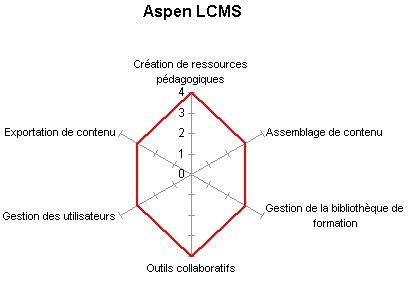 Aspen LCMS
Création de ressources
pédagogiques
4
3
2
1
0
Exportation de contenu
Assemblage de contenu
Gestion des utilisateurs
Gestion de la bibliothèque de
formation
Outils collaboratifs